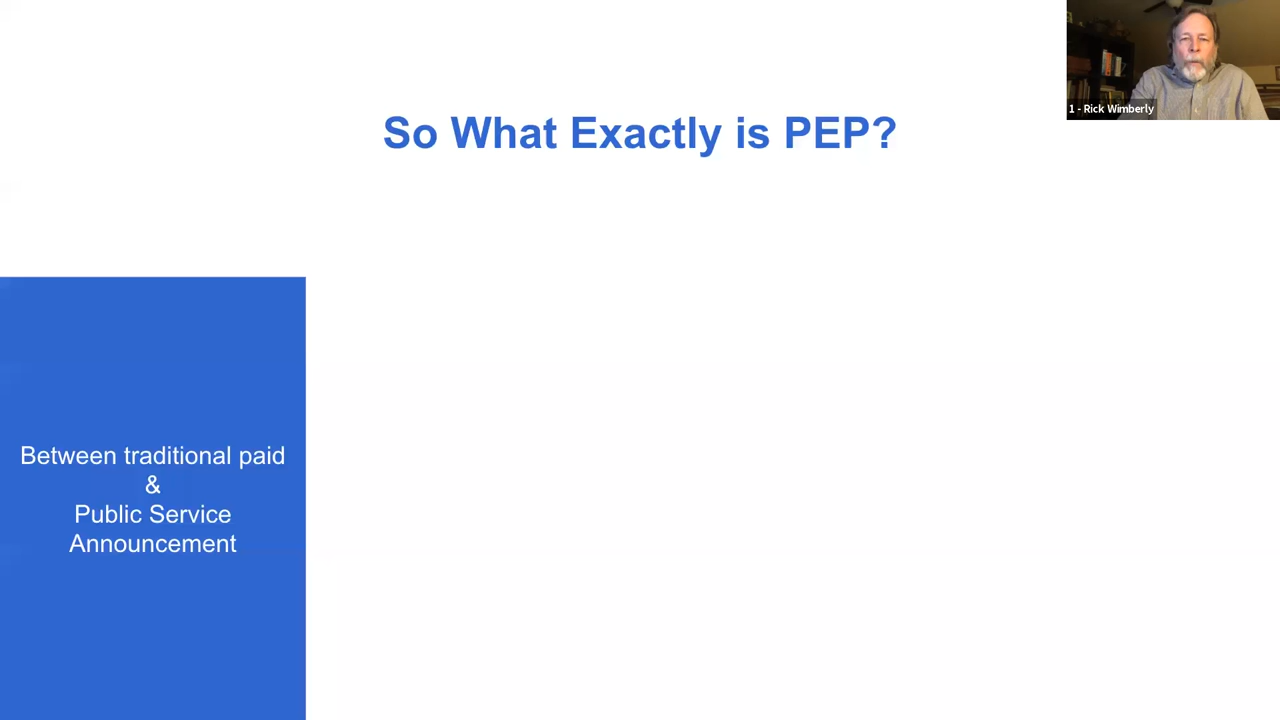 1 - Rick Wimberly
So What Exactly is PEP?
Between traditional paid
&
Public Service
Announcement